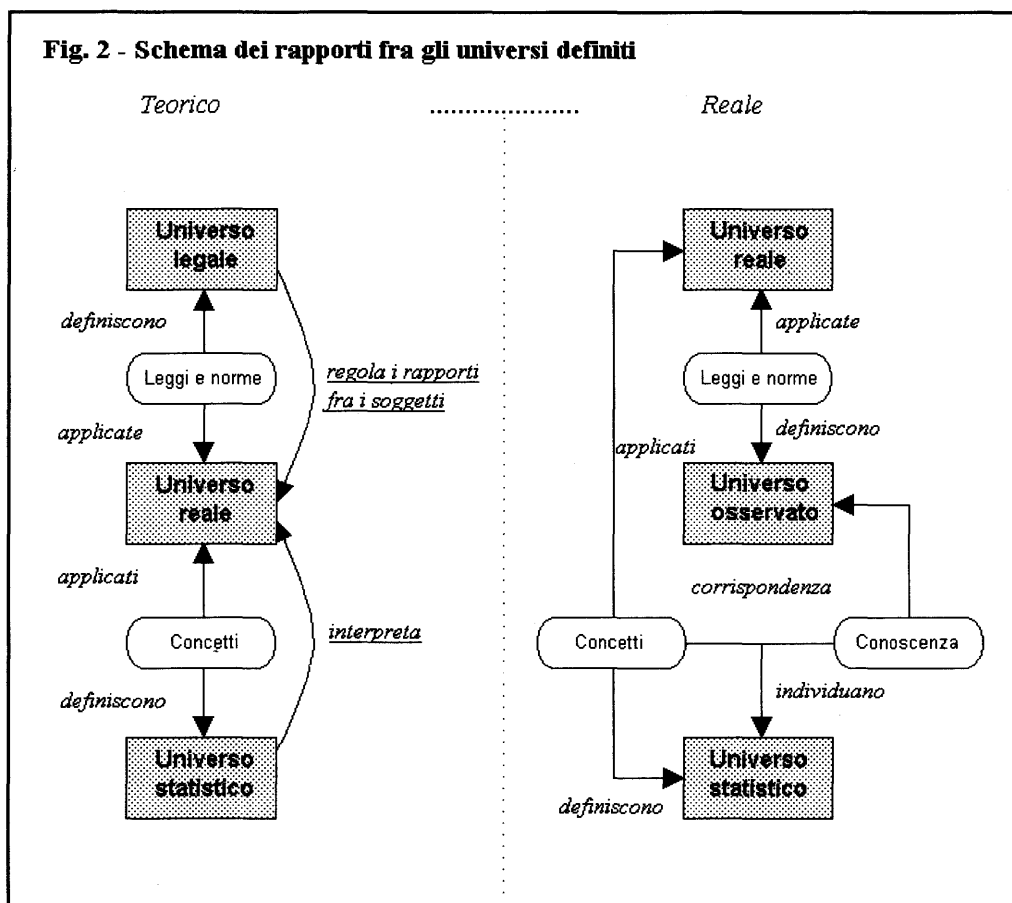 Fig. 2 - Schema dei rapporti fra gli universi definiti
Teorico
.....................
Reale
Universo
legale
definiscono
Leggi e norme
regola i rapporti
fra i soggetti
applicate
Universo
reale
applicati
Concetti
interpreta
definiscono
Universo
statistico
Universo
reale
applicate
Leggi e norme
definiscono
applicati
Universo
osservato
corrispondenza
Concetti
Conoscenza
individuano
Universo
statistico
definiscono